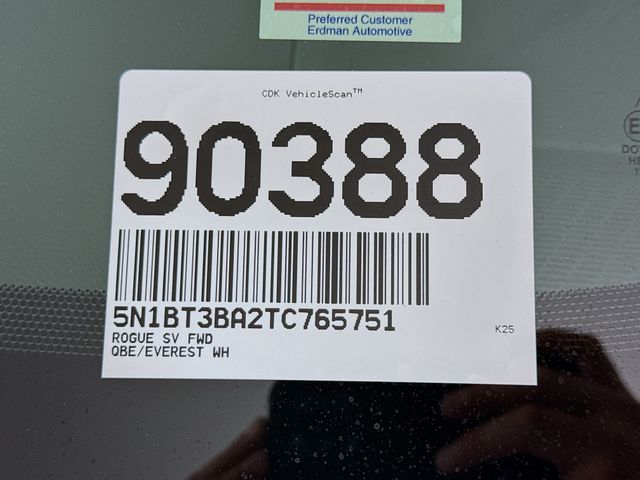 Preferred Customer
Erdman Automotive
CDK VehicleScan™
90388
5N1BT3BA2TC765751
ROGUE SV FWD
QBE/EVEREST WH
K25